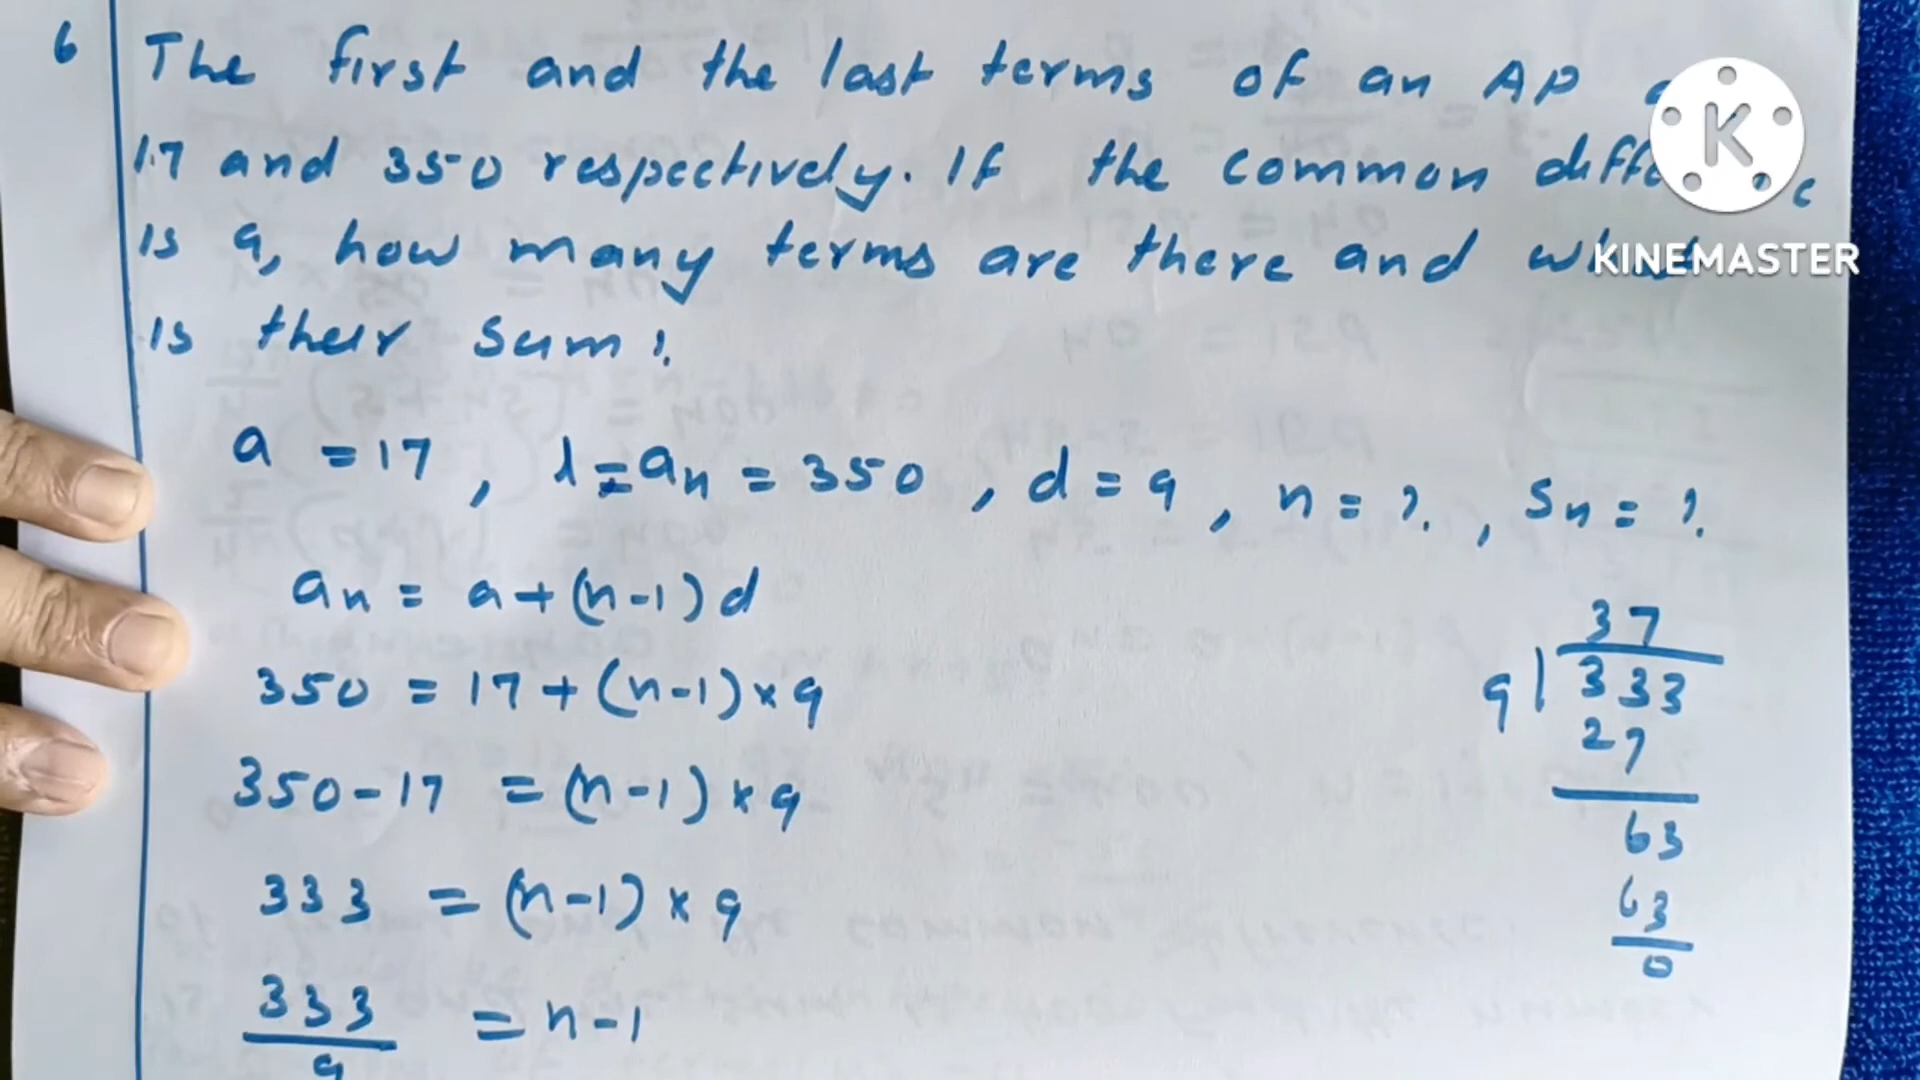 6 The first and the last terms of an AP
17 and 350 respectively. If the common
is 9, how many terms are there and
is their sum?
a = 17, l = an = 350, d = 9, n = ?, Sn = ?
an = a + (n-1) d
350 = 17 + (n-1) x 9
350 - 17 = (n-1) x 9
333 = (n-1) x 9
333
9
= n-1
37
9 333
27
63
63
0
K
KINEMASTER